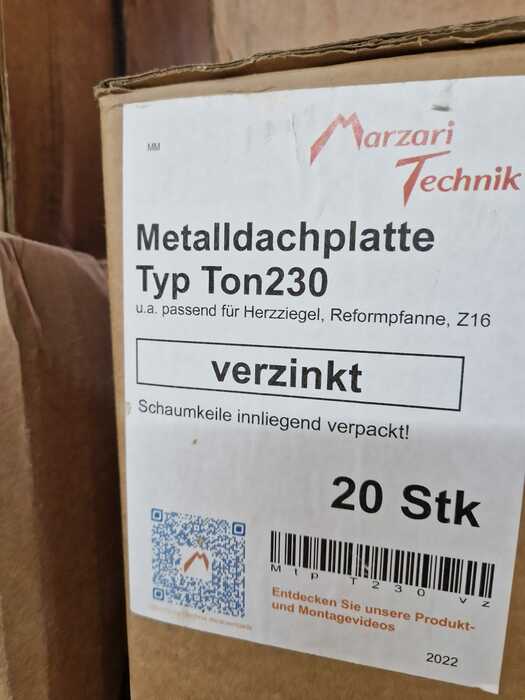 MM
Marzari
Technik
Metalldachplatte
Typ Ton230
u.a. passend für Herzziegel, Reformpfanne, Z16
verzinkt
Schaumkeile innliegend verpackt!
20 Stk
Mtp T230 vz
Entdecken Sie unsere Produkt-
und Montagevideos
2022